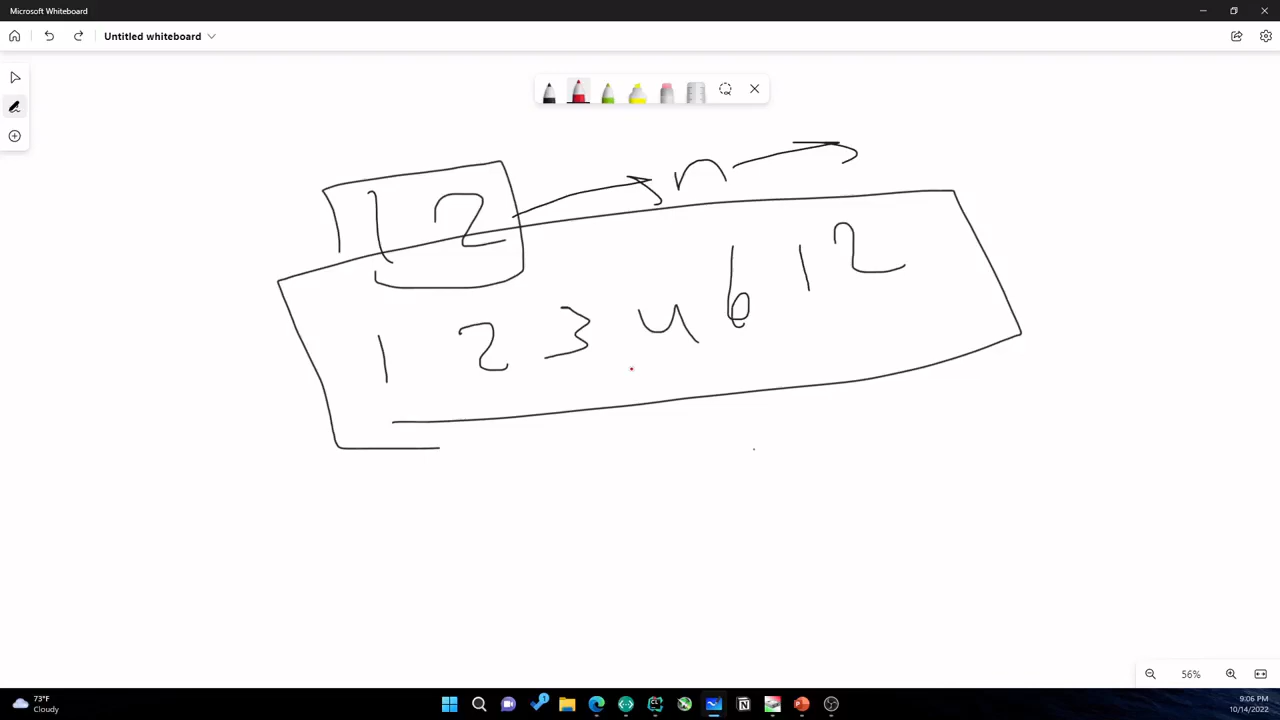 Microsoft Whiteboard
Untitled whiteboard
12 → n →
1 2 3 4 6 12
56%
73°F
Cloudy
1
9:06 PM
10/14/2022